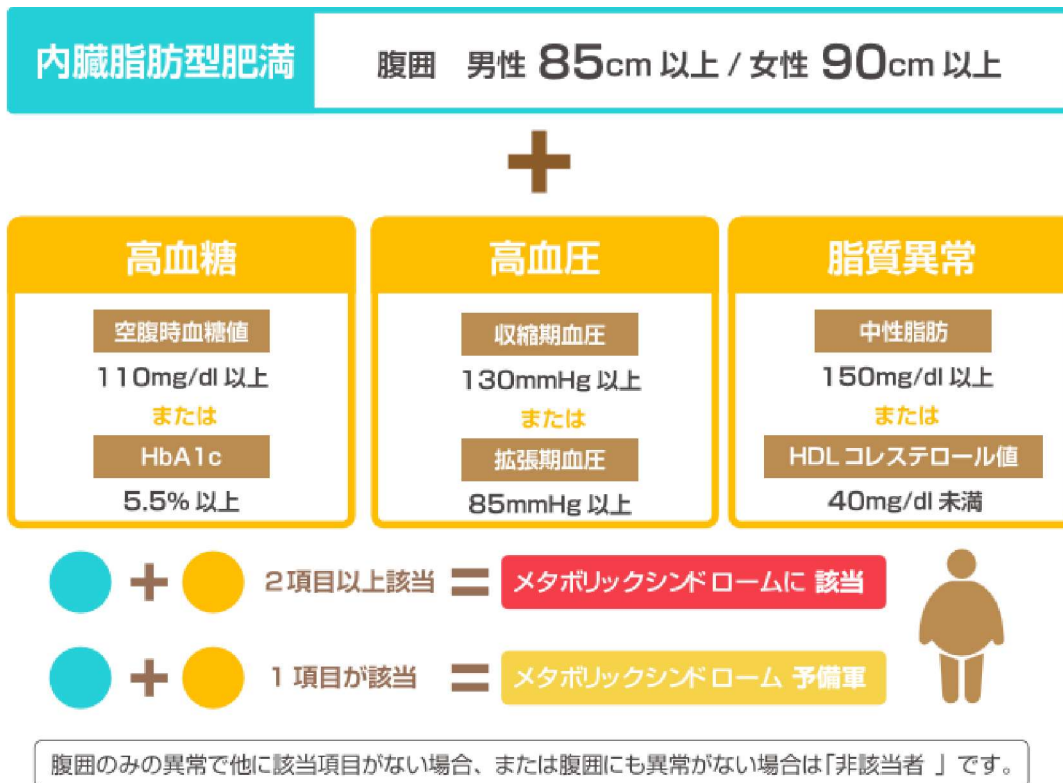 内臓脂肪型肥満
腹囲 男性 85cm 以上 / 女性 90cm 以上
+
高血糖
空腹時血糖値
110mg/dl 以上
または
HbA1c
5.5% 以上
高血圧
収縮期血圧
130mmHg 以上
または
拡張期血圧
85mmHg 以上
脂質異常
中性脂肪
150mg/dl 以上
または
HDL コレステロール値
40mg/dl 未満
+ 2項目以上該当 = メタボリックシンドロームに 該当
+ 1 項目が該当 = メタボリックシンドローム 予備軍
腹囲のみの異常で他に該当項目がない場合、または腹囲にも異常がない場合は「非該当者 」です。